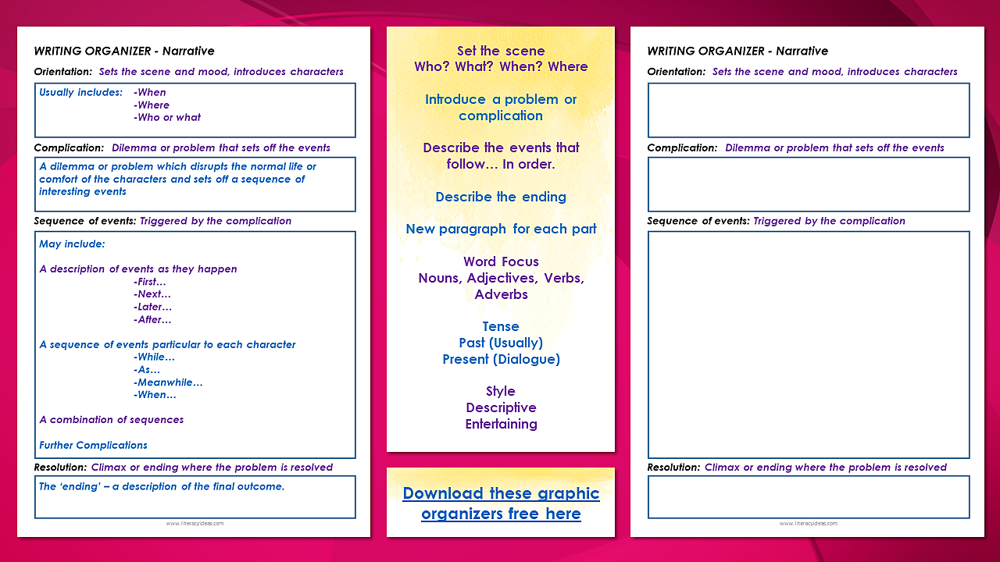 WRITING ORGANIZER - Narrative
Orientation: Sets the scene and mood, introduces characters
Usually includes: -When
-Where
-Who or what
Complication: Dilemma or problem that sets off the events
A dilemma or problem which disrupts the normal life or
comfort of the characters and sets off a sequence of
interesting events
Sequence of events: Triggered by the complication
May include:
A description of events as they happen
-First…
-Next…
-Later…
-After…
A sequence of events particular to each character
-While…
-As…
-Meanwhile…
-When…
A combination of sequences
Further Complications
Resolution: Climax or ending where the problem is resolved
The ‘ending’ – a description of the final outcome.
www.literacyideas.com
Set the scene
Who? What? When? Where
Introduce a problem or
complication
Describe the events that
follow… In order.
Describe the ending
New paragraph for each part
Word Focus
Nouns, Adjectives, Verbs,
Adverbs
Tense
Past (Usually)
Present (Dialogue)
Style
Descriptive
Entertaining
Download these graphic
organizers free here
WRITING ORGANIZER - Narrative
Orientation: Sets the scene and mood, introduces characters
Complication: Dilemma or problem that sets off the events
Sequence of events: Triggered by the complication
Resolution: Climax or ending where the problem is resolved
www.literacyideas.com